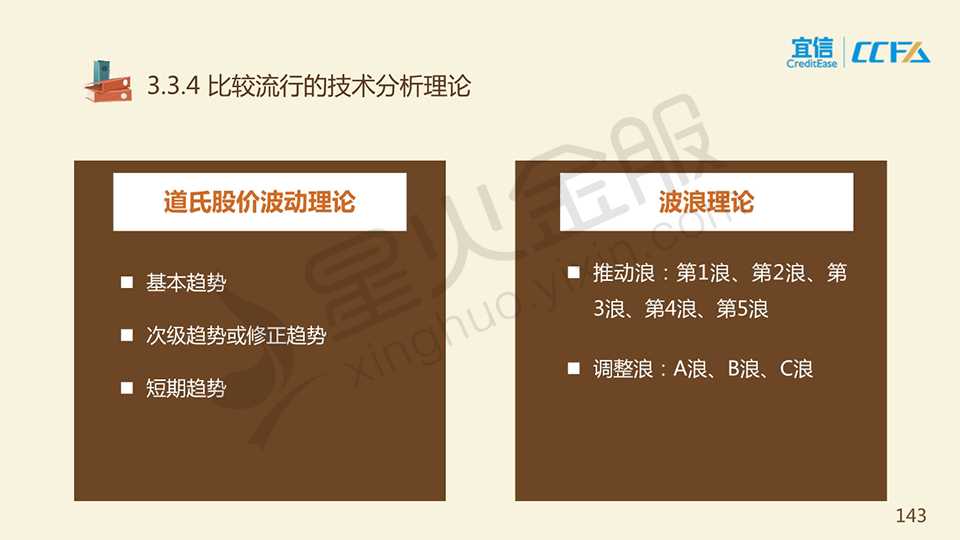 宜信
CreditEase
CCFA
3.3.4 比较流行的技术分析理论
道氏股价波动理论
基本趋势
次级趋势或修正趋势
短期趋势
波浪理论
推动浪：第1浪、第2浪、第
3浪、第4浪、第5浪
调整浪：A浪、B浪、C浪
星火金服
xinghuo.yixin.com
143